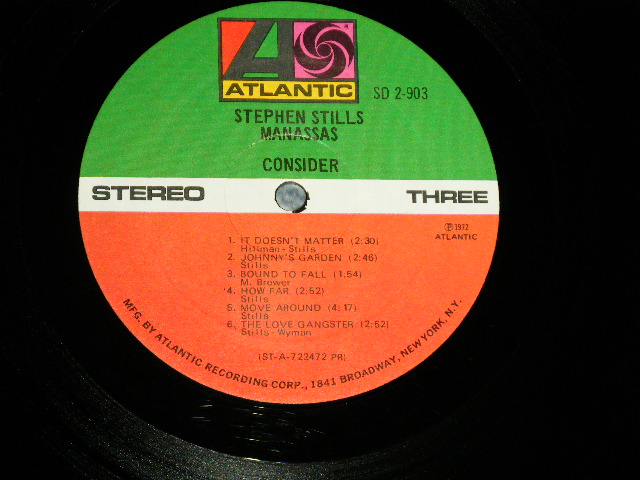 ATLANTIC
SD 2-903
STEPHEN STILLS
MANASSAS
CONSIDER
STEREO THREE
℗ 1972
ATLANTIC
1. IT DOESN'T MATTER (2:30)
Hillman-Stills
2. JOHNNY'S GARDEN (2:46)
Stills
3. BOUND TO FALL (1:54)
M. Brewer
4. HOW FAR (2:52)
Stills
5. MOVE AROUND (4:17)
Stills
6. THE LOVE GANGSTER (2:52)
Stills-Wyman
(ST-A-722472 PR)
MFG. BY ATLANTIC RECORDING CORP., 1841 BROADWAY, NEW YORK, N.Y.